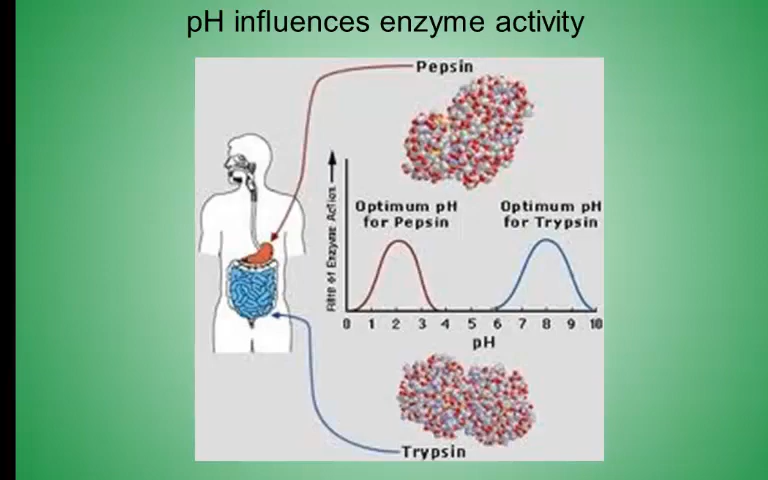 pH influences enzyme activity
Pepsin
Optimum pH
for Pepsin
Optimum pH
for Trypsin
Rate of Enzyme Action
0 1 2 3 4 5 6 7 8 9 10
pH
Trypsin